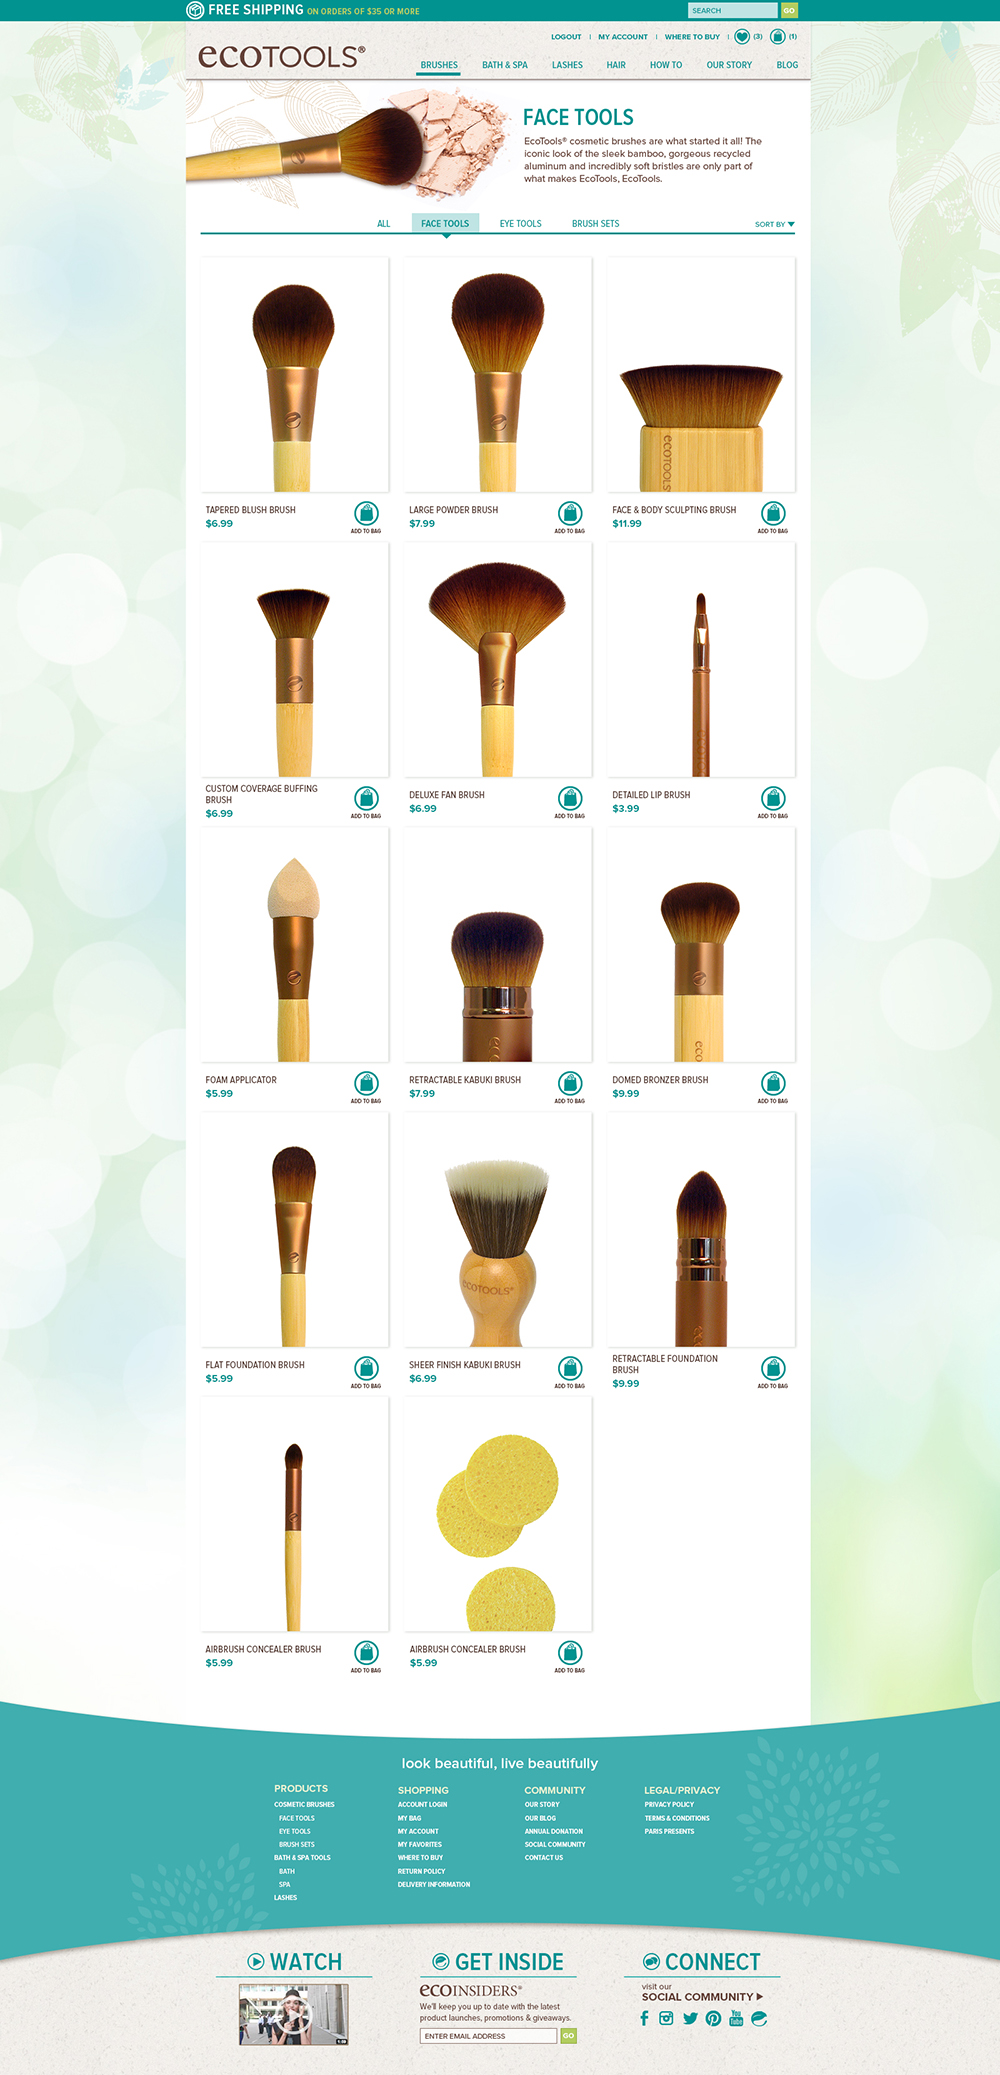 FREE SHIPPING ON ORDERS OF $35 OR MORE
SEARCH GO
LOGOUT | MY ACCOUNT | WHERE TO BUY | (3) (1)
ecoTOOLS®
BRUSHES BATH & SPA LASHES HAIR HOW TO OUR STORY BLOG
FACE TOOLS
EcoTools® cosmetic brushes are what started it all! The
iconic look of the sleek bamboo, gorgeous recycled
aluminum and incredibly soft bristles are only part of
what makes EcoTools, EcoTools.
ALL FACE TOOLS EYE TOOLS BRUSH SETS SORT BY
ecoTOOLS
TAPERED BLUSH BRUSH
$6.99
ADD TO BAG
LARGE POWDER BRUSH
$7.99
ADD TO BAG
FACE & BODY SCULPTING BRUSH
$11.99
ADD TO BAG
CUSTOM COVERAGE BUFFING
BRUSH
$6.99
ADD TO BAG
DELUXE FAN BRUSH
$6.99
ADD TO BAG
DETAILED LIP BRUSH
$3.99
ADD TO BAG
FOAM APPLICATOR
$5.99
ADD TO BAG
RETRACTABLE KABUKI BRUSH
$7.99
ADD TO BAG
DOMED BRONZER BRUSH
$9.99
ADD TO BAG
ecoTOOLS®
FLAT FOUNDATION BRUSH
$5.99
ADD TO BAG
SHEER FINISH KABUKI BRUSH
$6.99
ADD TO BAG
RETRACTABLE FOUNDATION
BRUSH
$9.99
ADD TO BAG
AIRBRUSH CONCEALER BRUSH
$5.99
ADD TO BAG
AIRBRUSH CONCEALER BRUSH
$5.99
ADD TO BAG
look beautiful, live beautifully
PRODUCTS
COSMETIC BRUSHES
FACE TOOLS
EYE TOOLS
BRUSH SETS
BATH & SPA TOOLS
BATH
SPA
LASHES
SHOPPING
ACCOUNT LOGIN
MY BAG
MY ACCOUNT
MY FAVORITES
WHERE TO BUY
RETURN POLICY
DELIVERY INFORMATION
COMMUNITY
OUR STORY
OUR BLOG
ANNUAL DONATION
SOCIAL COMMUNITY
CONTACT US
LEGAL/PRIVACY
PRIVACY POLICY
TERMS & CONDITIONS
PARIS PRESENTS
WATCH
GET INSIDE
ecoINSIDERS®
We'll keep you up to date with the latest
product launches, promotions & giveaways.
ENTER EMAIL ADDRESS GO
CONNECT
visit our
SOCIAL COMMUNITY
You
Tube